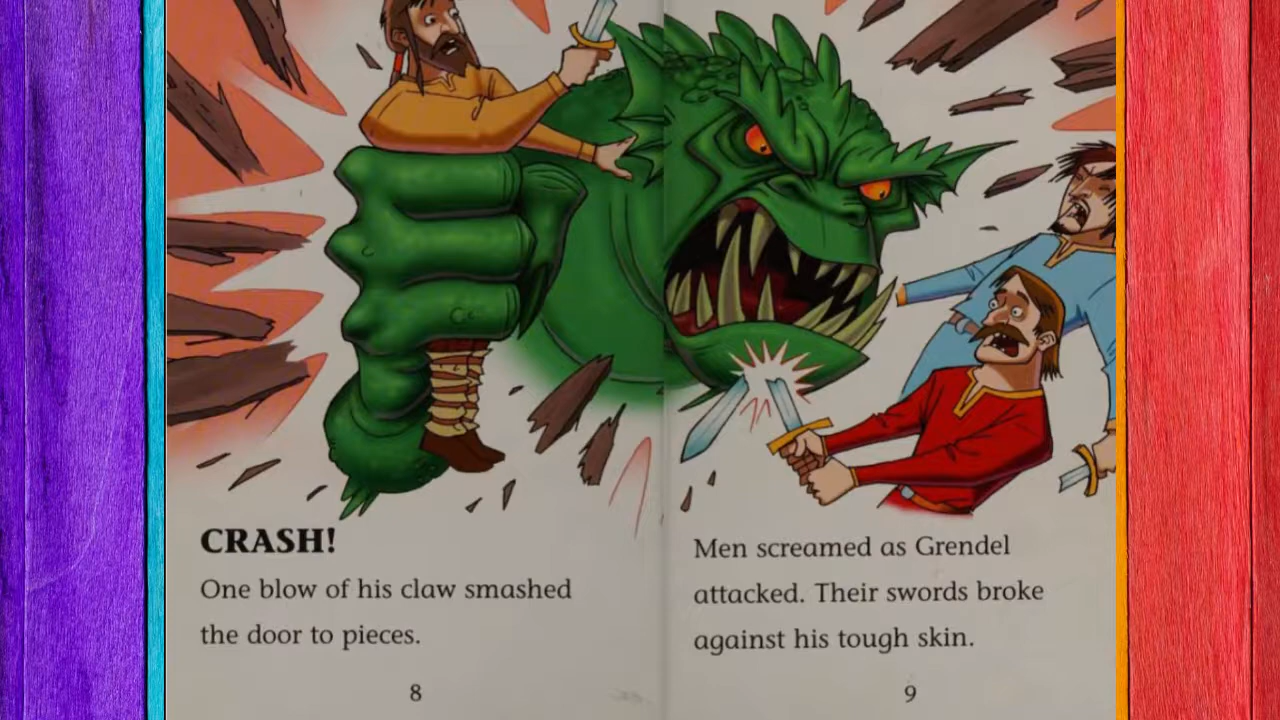 CRASH!
One blow of his claw smashed
the door to pieces.
8
Men screamed as Grendel
attacked. Their swords broke
against his tough skin.
9